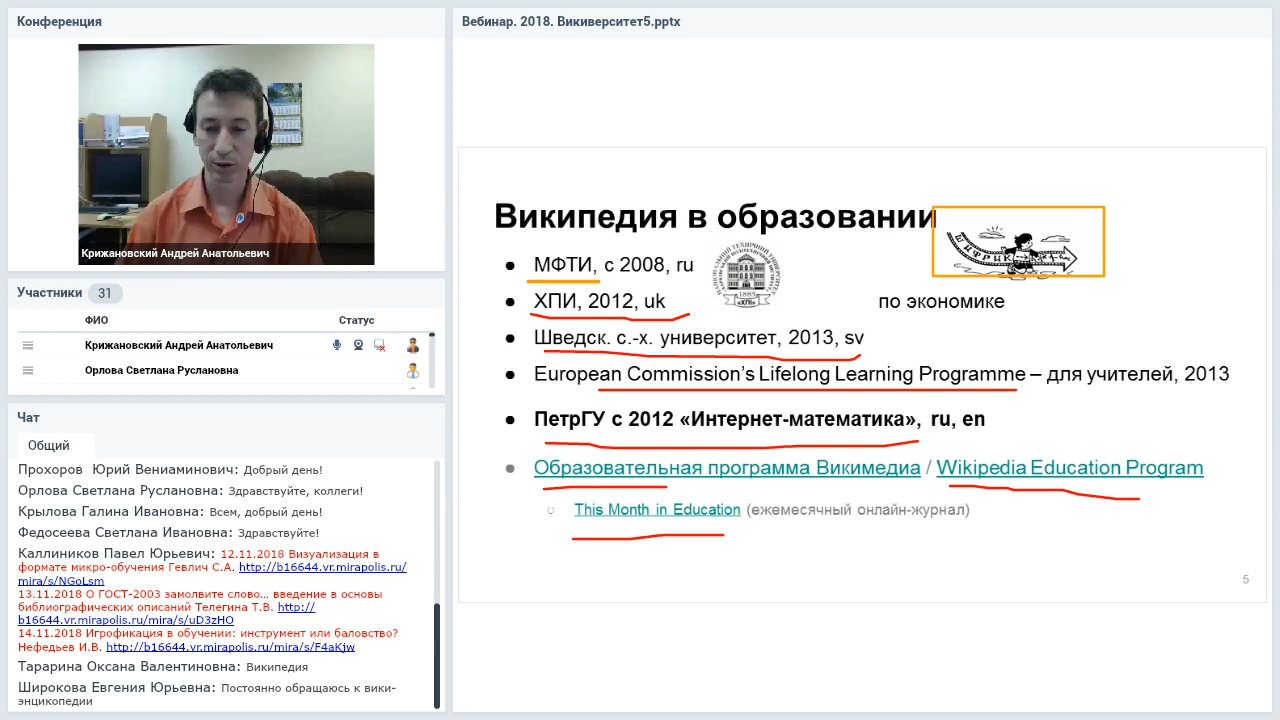 Конференция
Крижановский Андрей Анатольевич
Участники 31
ФИО Статус
Крижановский Андрей Анатольевич
Орлова Светлана Руслановна
Чат
Общий
Прохоров Юрий Вениаминович: Добрый день!
Орлова Светлана Руслановна: Здравствуйте, коллеги!
Крылова Галина Ивановна: Всем, добрый день!
Федосеева Светлана Ивановна: Здравствуйте!
Каллиников Павел Юрьевич: 12.11.2018 Визуализация в
формате микро-обучения Гевлич С.А. http://b16644.vr.mirapolis.ru/
mira/s/NGoLsm
13.11.2018 О ГОСТ-2003 замолвите слово… введение в основы
библиографических описаний Телегина Т.В. http://
b16644.vr.mirapolis.ru/mira/s/uD3zHO
14.11.2018 Игрофикация в обучении: инструмент или баловство?
Нефедьев И.В. http://b16644.vr.mirapolis.ru/mira/s/F4aKjw
Тарарина Оксана Валентиновна: Википедия
Широкова Евгения Юрьевна: Постоянно обращаюсь к вики-
энцикопедии
Вебинар. 2018. Викиверситет5.pptx
Википедия в образовании
МФТИ, с 2008, ru
ХПИ, 2012, uk по экономике
Шведск. с.-х. университет, 2013, sv
European Commission’s Lifelong Learning Programme – для учителей, 2013
ПетрГУ с 2012 «Интернет-математика», ru, en
Образовательная программа Викимедиа / Wikipedia Education Program
This Month in Education (ежемесячный онлайн-журнал)
5
1885
«ХПІ»